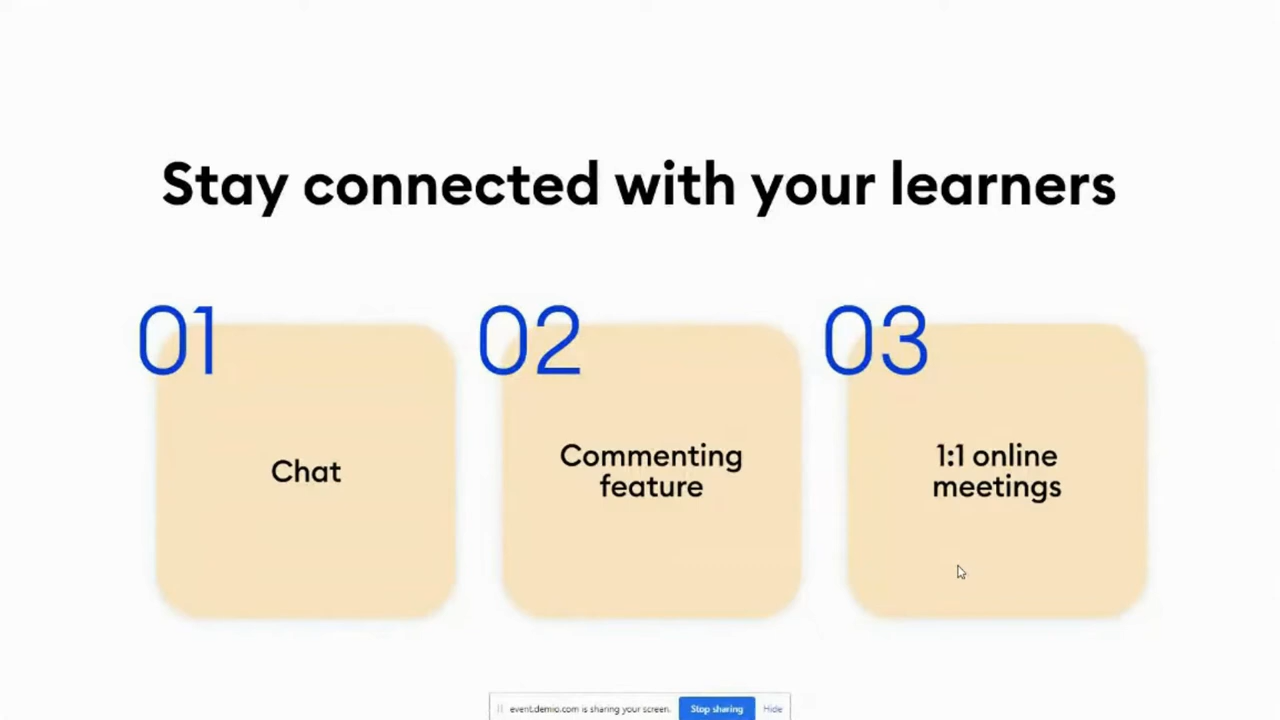 Stay connected with your learners
01
02
03
Chat
Commenting
feature
1:1 online
meetings
event.demio.com is sharing your screen.
Stop sharing
Hide